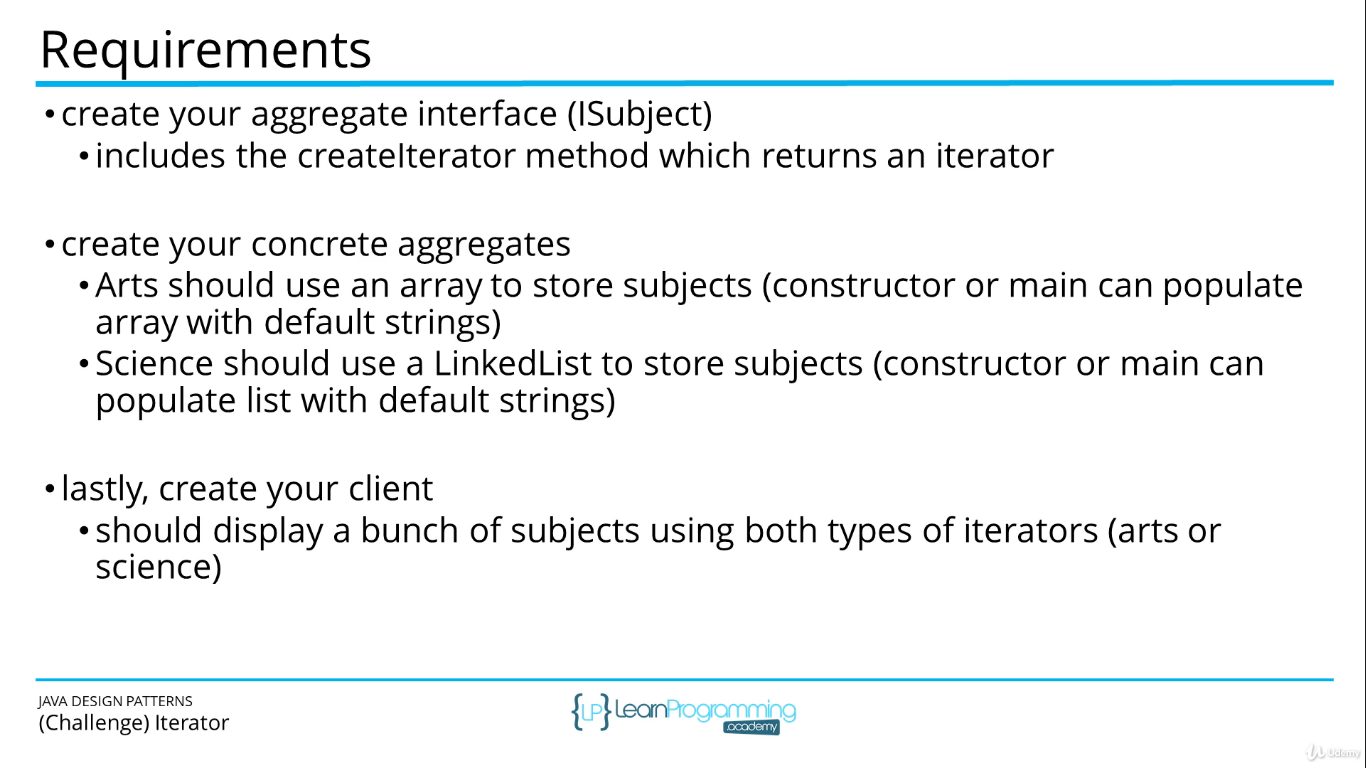 Requirements
• create your aggregate interface (ISubject)
• includes the createIterator method which returns an iterator
• create your concrete aggregates
• Arts should use an array to store subjects (constructor or main can populate
array with default strings)
• Science should use a LinkedList to store subjects (constructor or main can
populate list with default strings)
• lastly, create your client
• should display a bunch of subjects using both types of iterators (arts or
science)
JAVA DESIGN PATTERNS
(Challenge) Iterator
{LP} LearnProgramming
.academy
Udemy